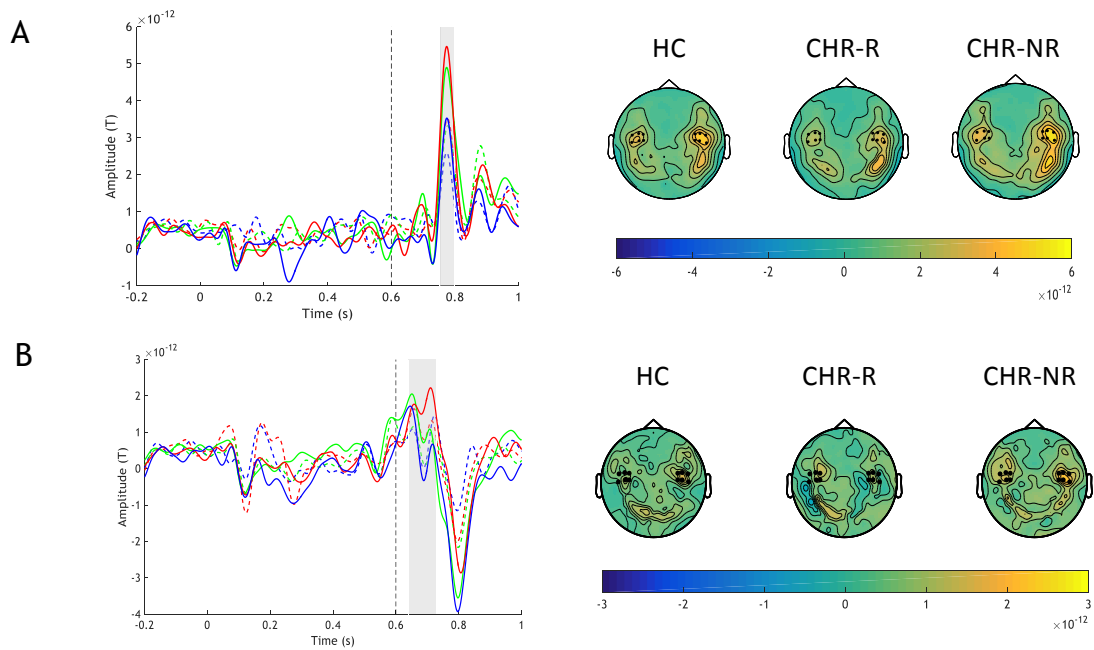 A
×10⁻¹²
6
5
4
3
2
1
0
-1
Amplitude (T)
-0.2 0 0.2 0.4 0.6 0.8 1
Time (s)
HC CHR-R CHR-NR
-6 -4 -2 0 2 4 6
×10⁻¹²
B
×10⁻¹²
3
2
1
0
-1
-2
-3
-4
Amplitude (T)
-0.2 0 0.2 0.4 0.6 0.8 1
Time (s)
HC CHR-R CHR-NR
-3 -2 -1 0 1 2 3
×10⁻¹²